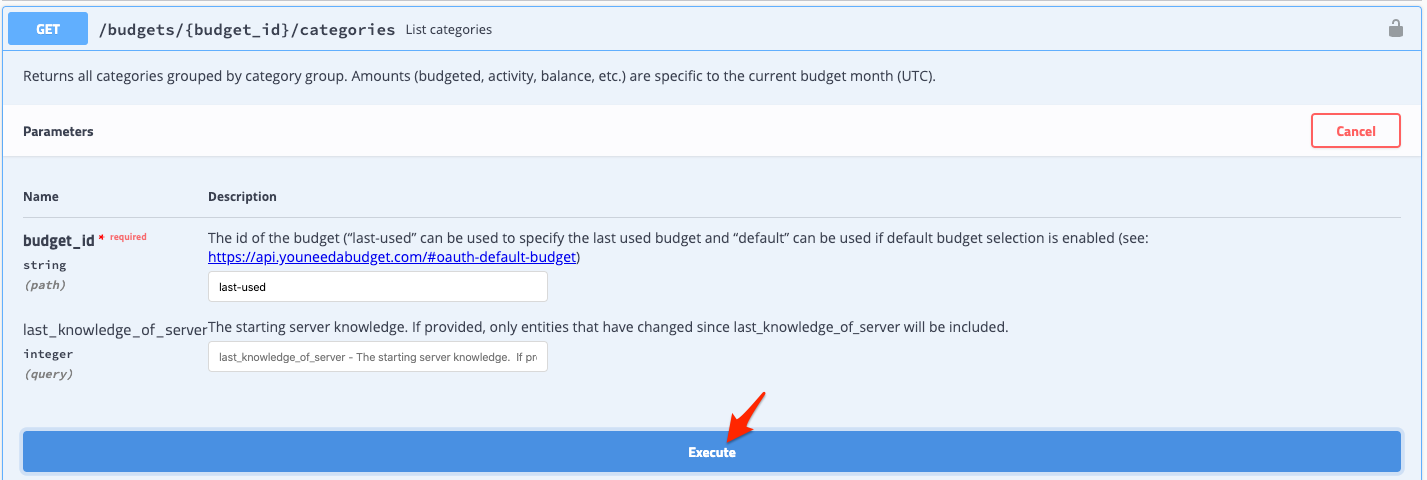 GET /budgets/{budget_id}/categories List categories
Returns all categories grouped by category group. Amounts (budgeted, activity, balance, etc.) are specific to the current budget month (UTC).
Parameters Cancel
Name Description
budget_id * required The id of the budget (“last-used” can be used to specify the last used budget and “default” can be used if default budget selection is enabled (see:
string https://api.youneedabudget.com/#oauth-default-budget)
(path) last-used
last_knowledge_of_server The starting server knowledge. If provided, only entities that have changed since last_knowledge_of_server will be included.
integer last_knowledge_of_server - The starting server knowledge. If pr
(query)
Execute